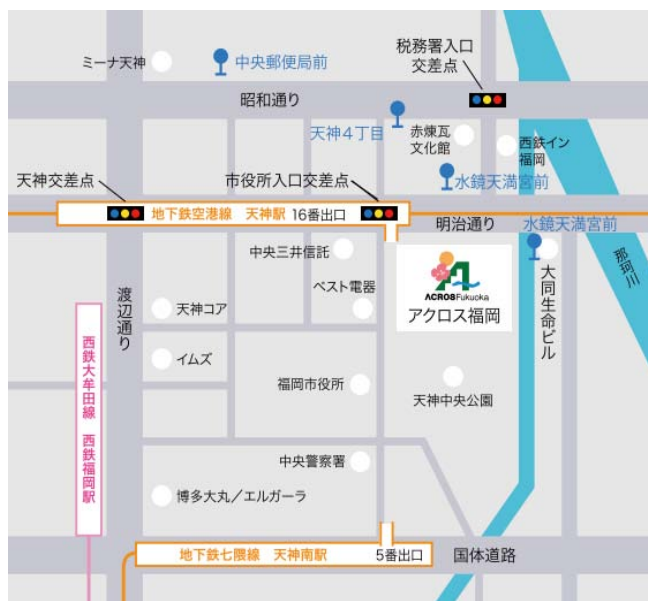 ミーナ天神
中央郵便局前
税務署入口
交差点
昭和通り
天神4丁目
赤煉瓦
文化館
西鉄イン
福岡
天神交差点
市役所入口交差点
水鏡天満宮前
地下鉄空港線 天神駅 16番出口
明治通り
水鏡天満宮前
中央三井信託
ベスト電器
ACROS Fukuoka
アクロス福岡
大同生命ビル
那珂川
渡辺通り
天神コア
イムズ
福岡市役所
天神中央公園
西鉄大牟田線 西鉄福岡駅
中央警察署
博多大丸/エルガーラ
地下鉄七隈線 天神南駅 5番出口
国体道路